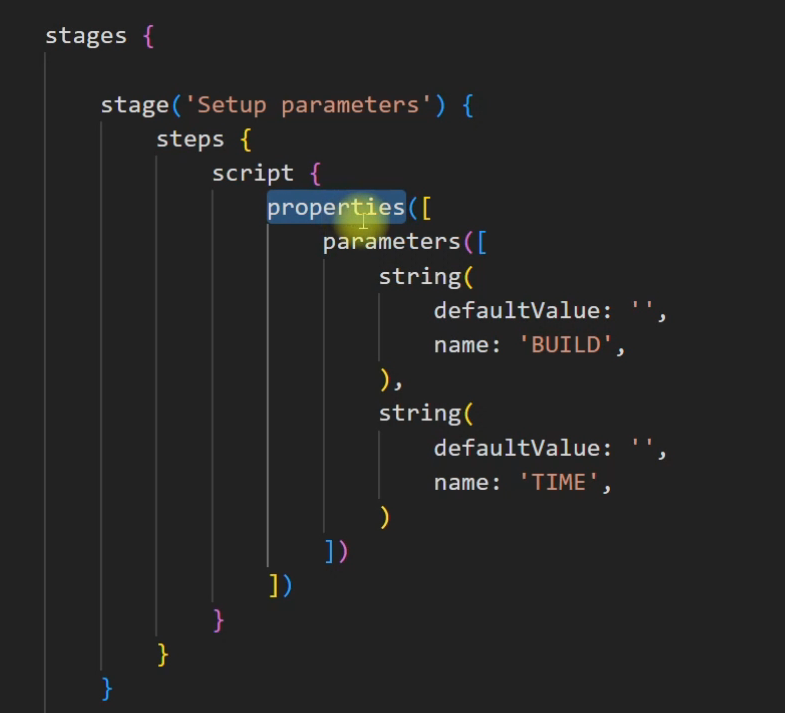 stages {
stage('Setup parameters') {
steps {
script {
properties([
parameters([
string(
defaultValue: '',
name: 'BUILD',
),
string(
defaultValue: '',
name: 'TIME',
)
])
])
}
}
}